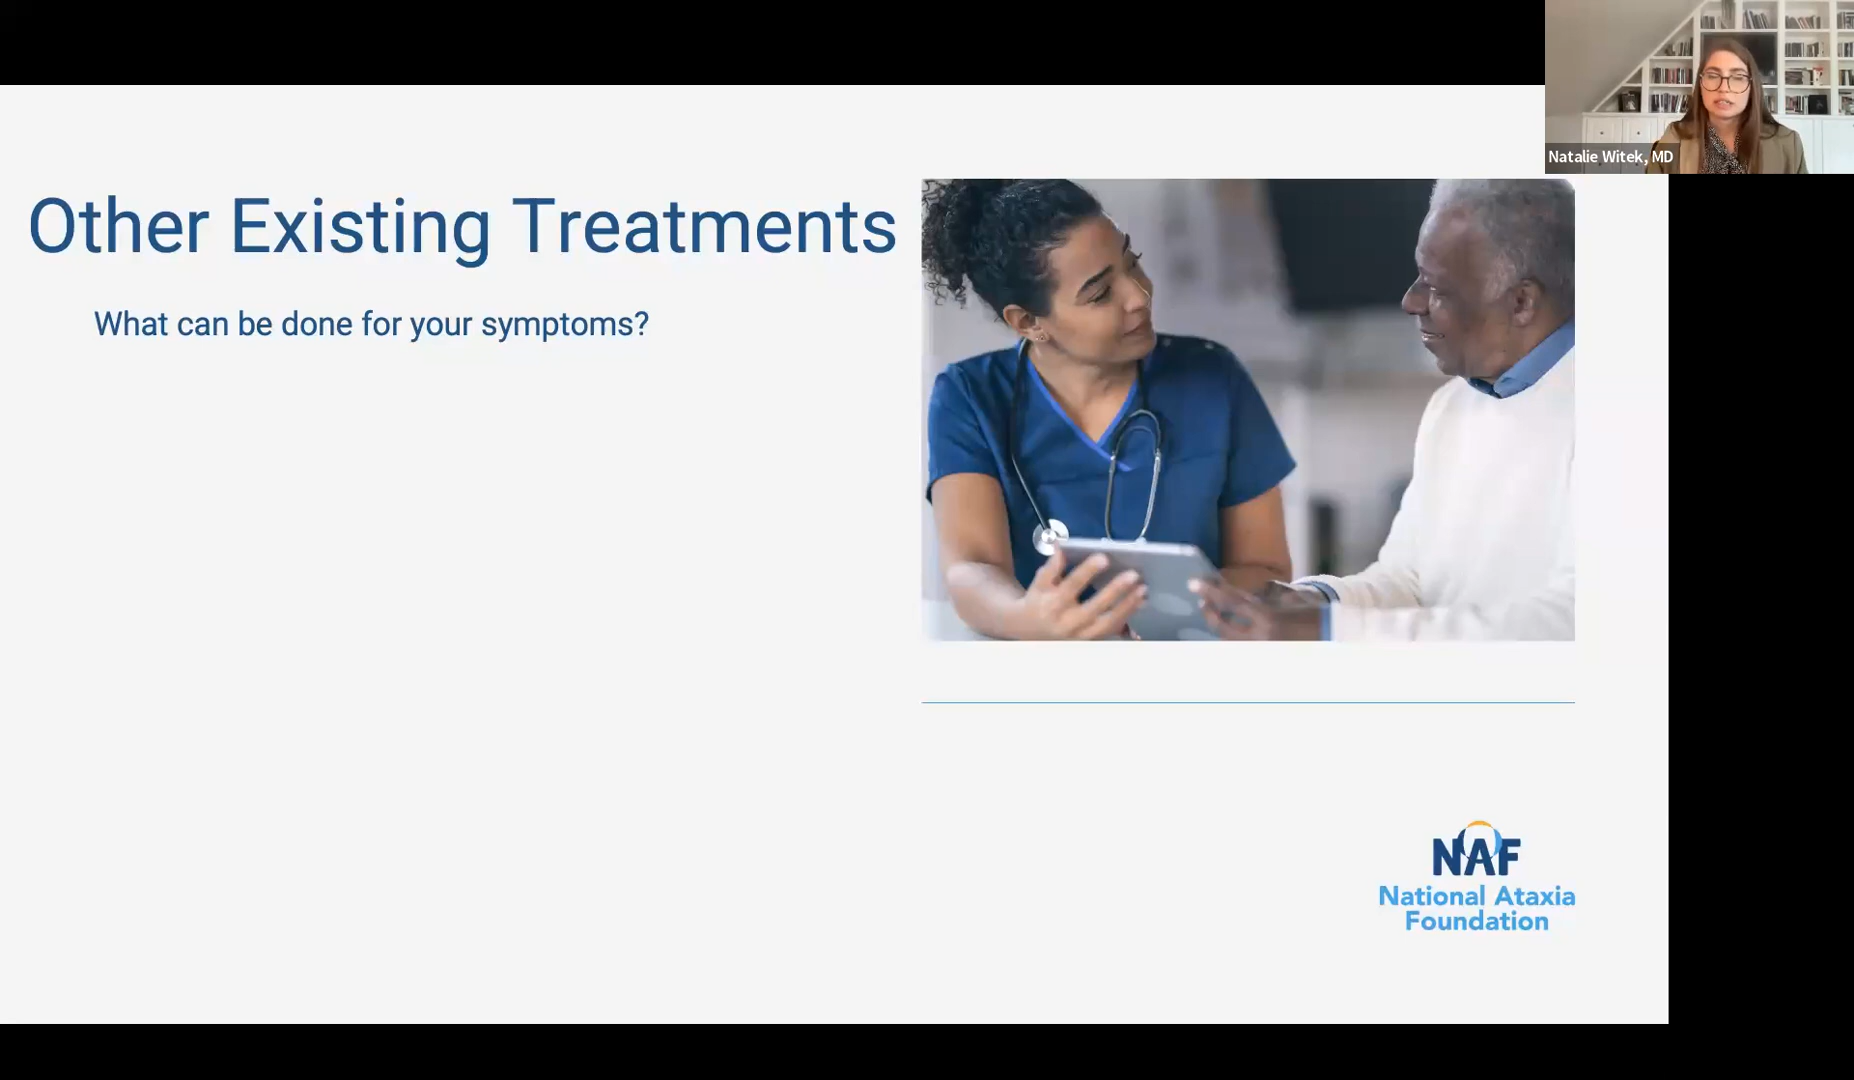 Natalie Witek, MD
Other Existing Treatments
What can be done for your symptoms?
NAF
National Ataxia
Foundation